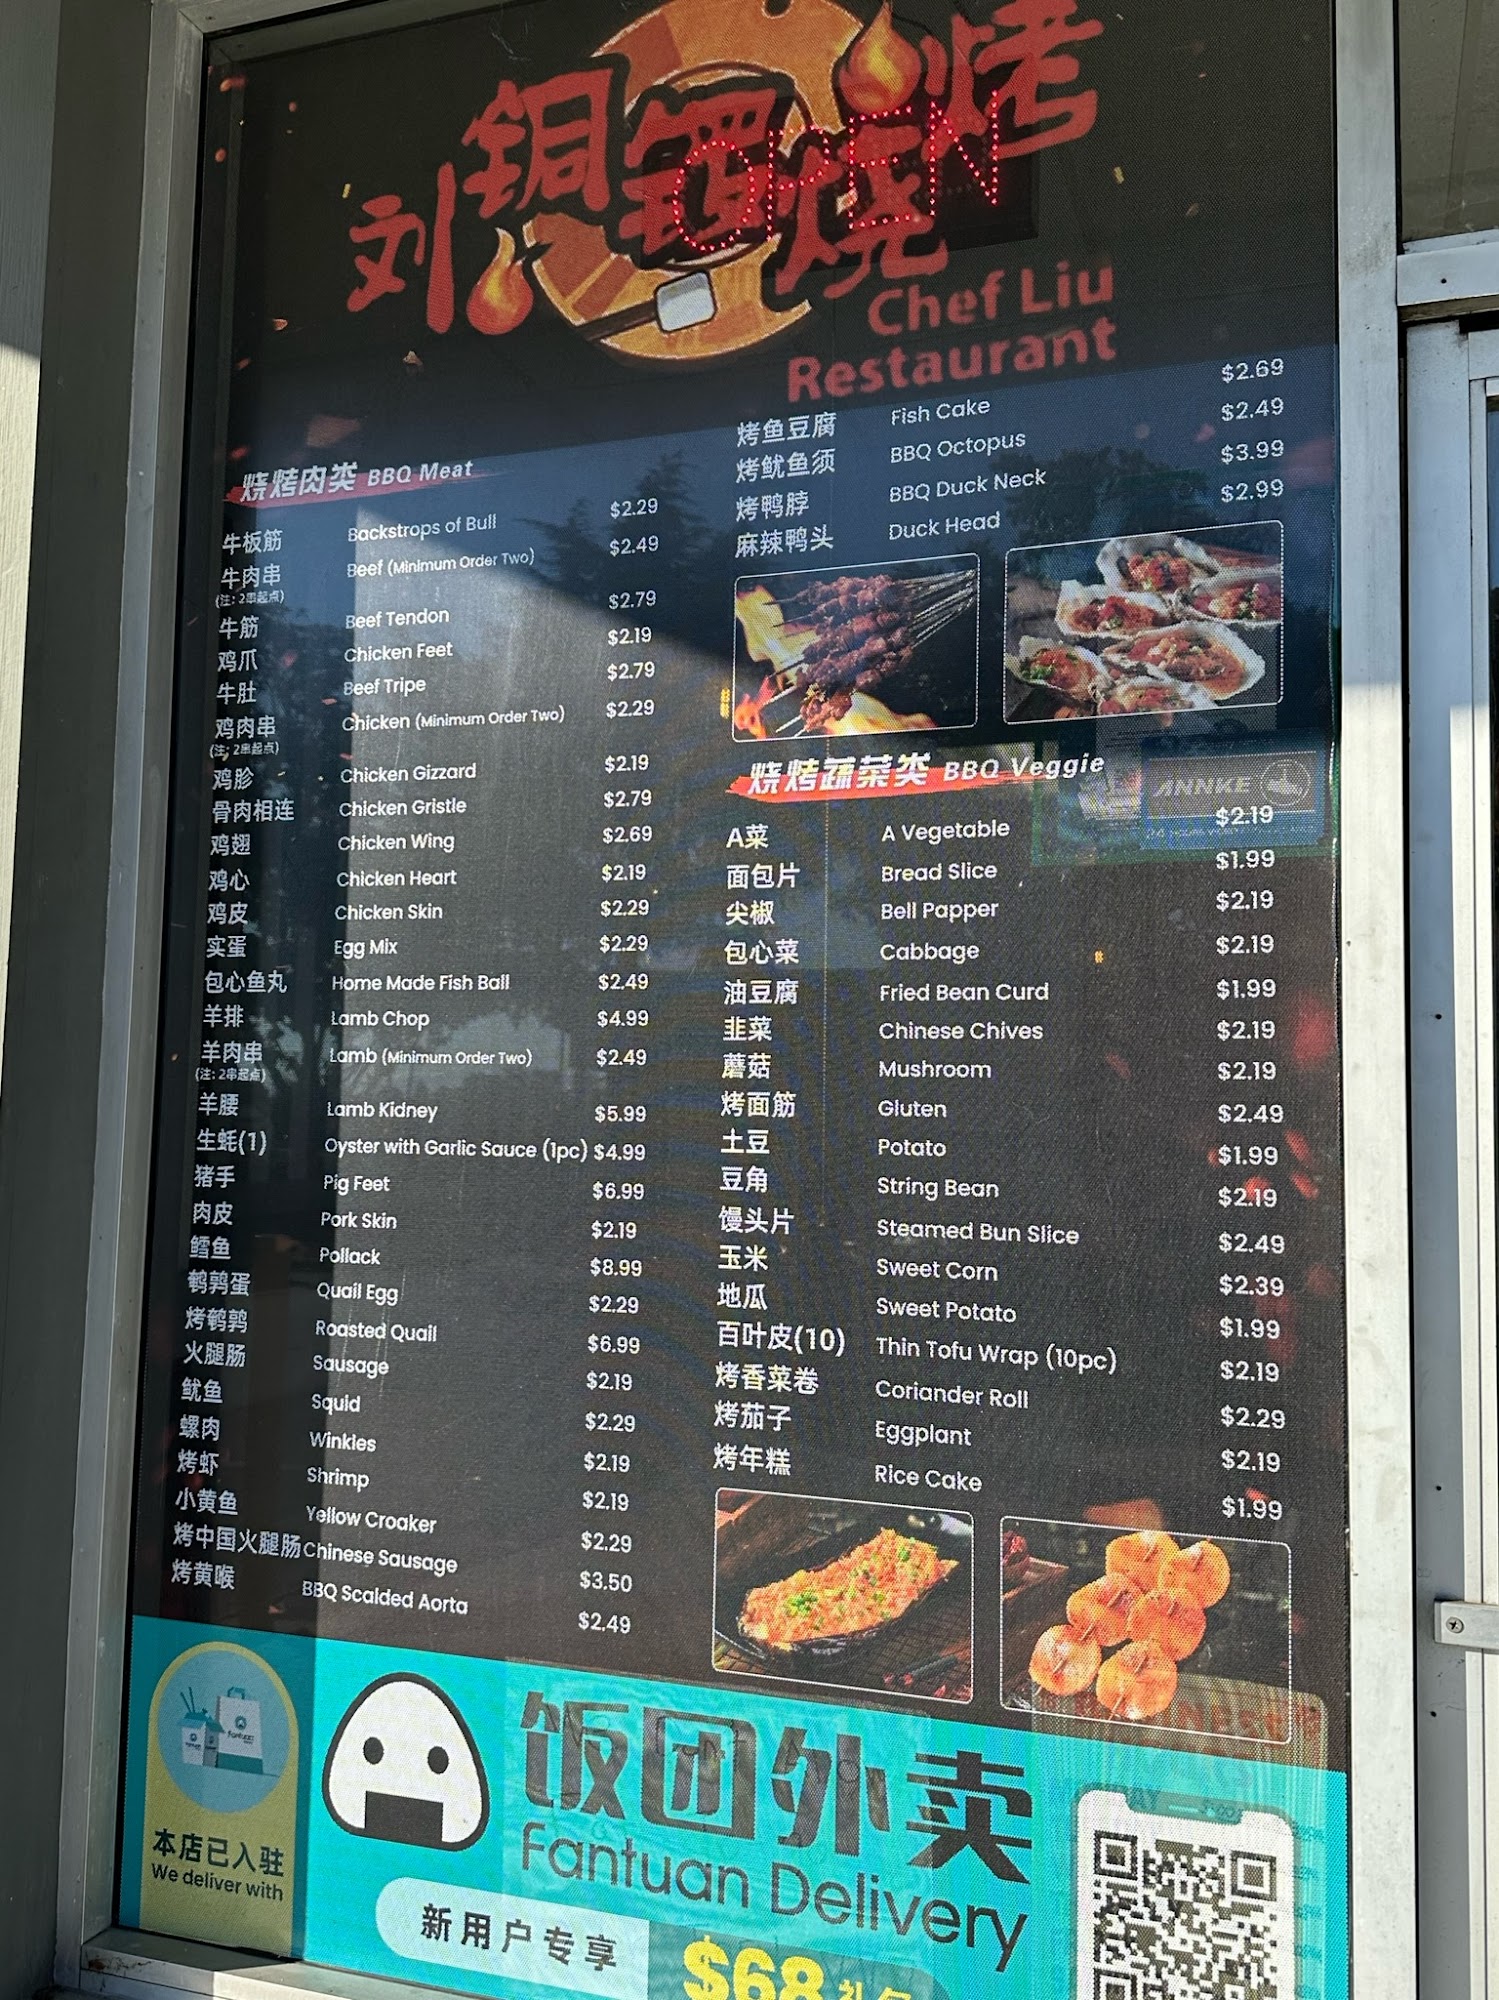 刘铜镭烧烤
OPEN
Chef Liu
Restaurant
烧烤肉类 BBQ Meat
牛板筋 Backstrops of Bull $2.29
牛肉串 Beef (Minimum Order Two) $2.49
(注: 2串起点)
牛筋 Beef Tendon $2.79
鸡爪 Chicken Feet $2.19
牛肚 Beef Tripe $2.79
鸡肉串 Chicken (Minimum Order Two) $2.29
(注: 2串起点)
鸡胗 Chicken Gizzard $2.19
骨肉相连 Chicken Gristle $2.79
鸡翅 Chicken Wing $2.69
鸡心 Chicken Heart $2.19
鸡皮 Chicken Skin $2.29
实蛋 Egg Mix $2.29
包心鱼丸 Home Made Fish Ball $2.49
羊排 Lamb Chop $4.99
羊肉串 Lamb (Minimum Order Two) $2.49
(注: 2串起点)
羊腰 Lamb Kidney $5.99
生蚝(1) Oyster with Garlic Sauce (1pc) $4.99
猪手 Pig Feet $6.99
肉皮 Pork Skin $2.19
鳕鱼 Pollack $8.99
鹌鹑蛋 Quail Egg $2.29
烤鹌鹑 Roasted Quail $6.99
火腿肠 Sausage $2.19
鱿鱼 Squid $2.29
螺肉 Winkles $2.19
烤虾 Shrimp $2.19
小黄鱼 Yellow Croaker $2.29
烤中国火腿肠 Chinese Sausage $3.50
烤黄喉 BBQ Scalded Aorta $2.49
烤鱼豆腐 Fish Cake $2.69
烤鱿鱼须 BBQ Octopus $2.49
烤鸭脖 BBQ Duck Neck $3.99
麻辣鸭头 Duck Head $2.99
烧烤蔬菜类 BBQ Veggie
ANNKE
A菜 A Vegetable $2.19
面包片 Bread Slice $1.99
尖椒 Bell Papper $2.19
包心菜 Cabbage $2.19
油豆腐 Fried Bean Curd $1.99
韭菜 Chinese Chives $2.19
蘑菇 Mushroom $2.19
烤面筋 Gluten $2.49
土豆 Potato $1.99
豆角 String Bean $2.19
馒头片 Steamed Bun Slice $2.49
玉米 Sweet Corn $2.39
地瓜 Sweet Potato $1.99
百叶皮(10) Thin Tofu Wrap (10pc) $2.19
烤香菜卷 Coriander Roll $2.29
烤茄子 Eggplant $2.19
烤年糕 Rice Cake $1.99
Fantuan
本店已入驻
We deliver with
饭团外卖
Fantuan Delivery
新用户专享
$68